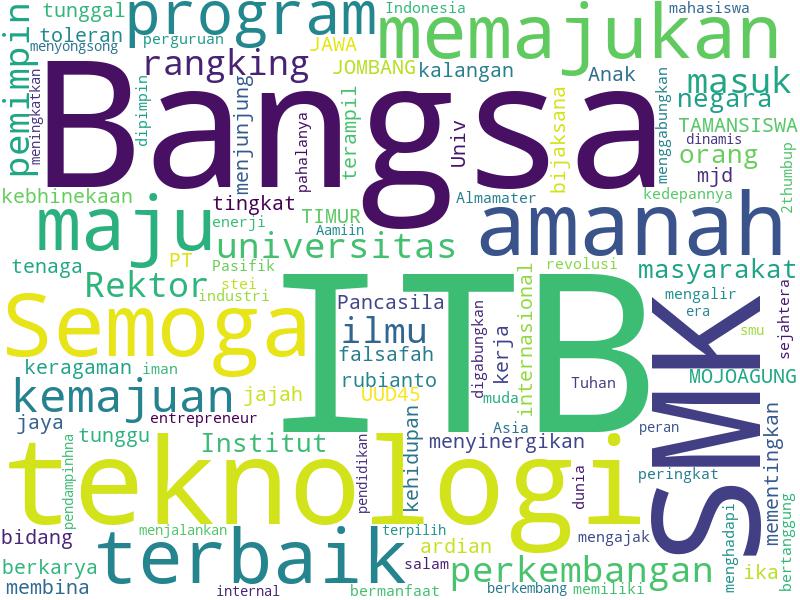 tunggal
program
Indonesia
mahasiswa
toleran
memajukan
menyongsong
perguruan
JAWA
pemimpin
rangking
JOMBANG
kalangan
Anak
masuk
meningkatkan
Bangsa
dipimpin
menjunjung
pahalanya
terampil
Univ
bijaksana
menggabungkan
negara
TAMANSISWA
dinamis
orang
mjd
2thumbup
kebhinekaan
tingkat
Almamater
kedepannya
maju
enerji
TIMUR
Aamiin
amanah
universitas
tenaga
PT
Pasifik
revolusi
masyarakat
Rektor
stei
industri
Semoga
ITB
Pancasila
internasional
mengalir
era
sejahtera
ilmu
digabungkan
kerja
SMK
smu
falsafah
keragaman
iman
rubianto
Tuhan
MOJOAGUNG
kemajuan
jajah
UUD45
muda
jaya
entrepreneur
kehidupan
Asia
peran
mementingkan
tunggu
Institut
menyinergikan
pendampinhna
teknologi
pendidikan
dunia
peringkat
bidang
menjalankan
terpilih
mengajak
menghadapi
bertanggung
terbaik
ardian
berkarya
salam
perkembangan
ika
membina
internal
bermanfaat
berkembang
memiliki